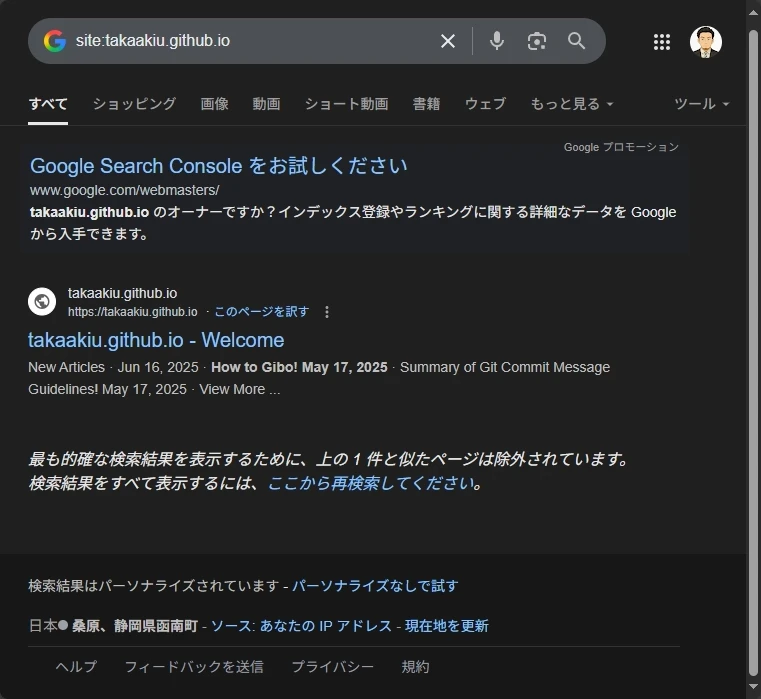 site:takaakiu.github.io
すべて ショッピング 画像 動画 ショート動画 書籍 ウェブ もっと見る ツール
Google プロモーション
Google Search Console をお試しください
www.google.com/webmasters/
takaakiu.github.io のオーナーですか？インデックス登録やランキングに関する詳細なデータを Google
から入手できます。
takaakiu.github.io
https://takaakiu.github.io · このページを訳す
takaakiu.github.io - Welcome
New Articles · Jun 16, 2025 · How to Gibo! May 17, 2025 · Summary of Git Commit Message
Guidelines! May 17, 2025 · View More ...
最も的確な検索結果を表示するために、上の 1 件と似たページは除外されています。
検索結果をすべて表示するには、ここから再検索してください。
検索結果はパーソナライズされています - パーソナライズなしで試す
日本●桑原、静岡県函南町 - ソース: あなたの IP アドレス - 現在地を更新
ヘルプ フィードバックを送信 プライバシー 規約